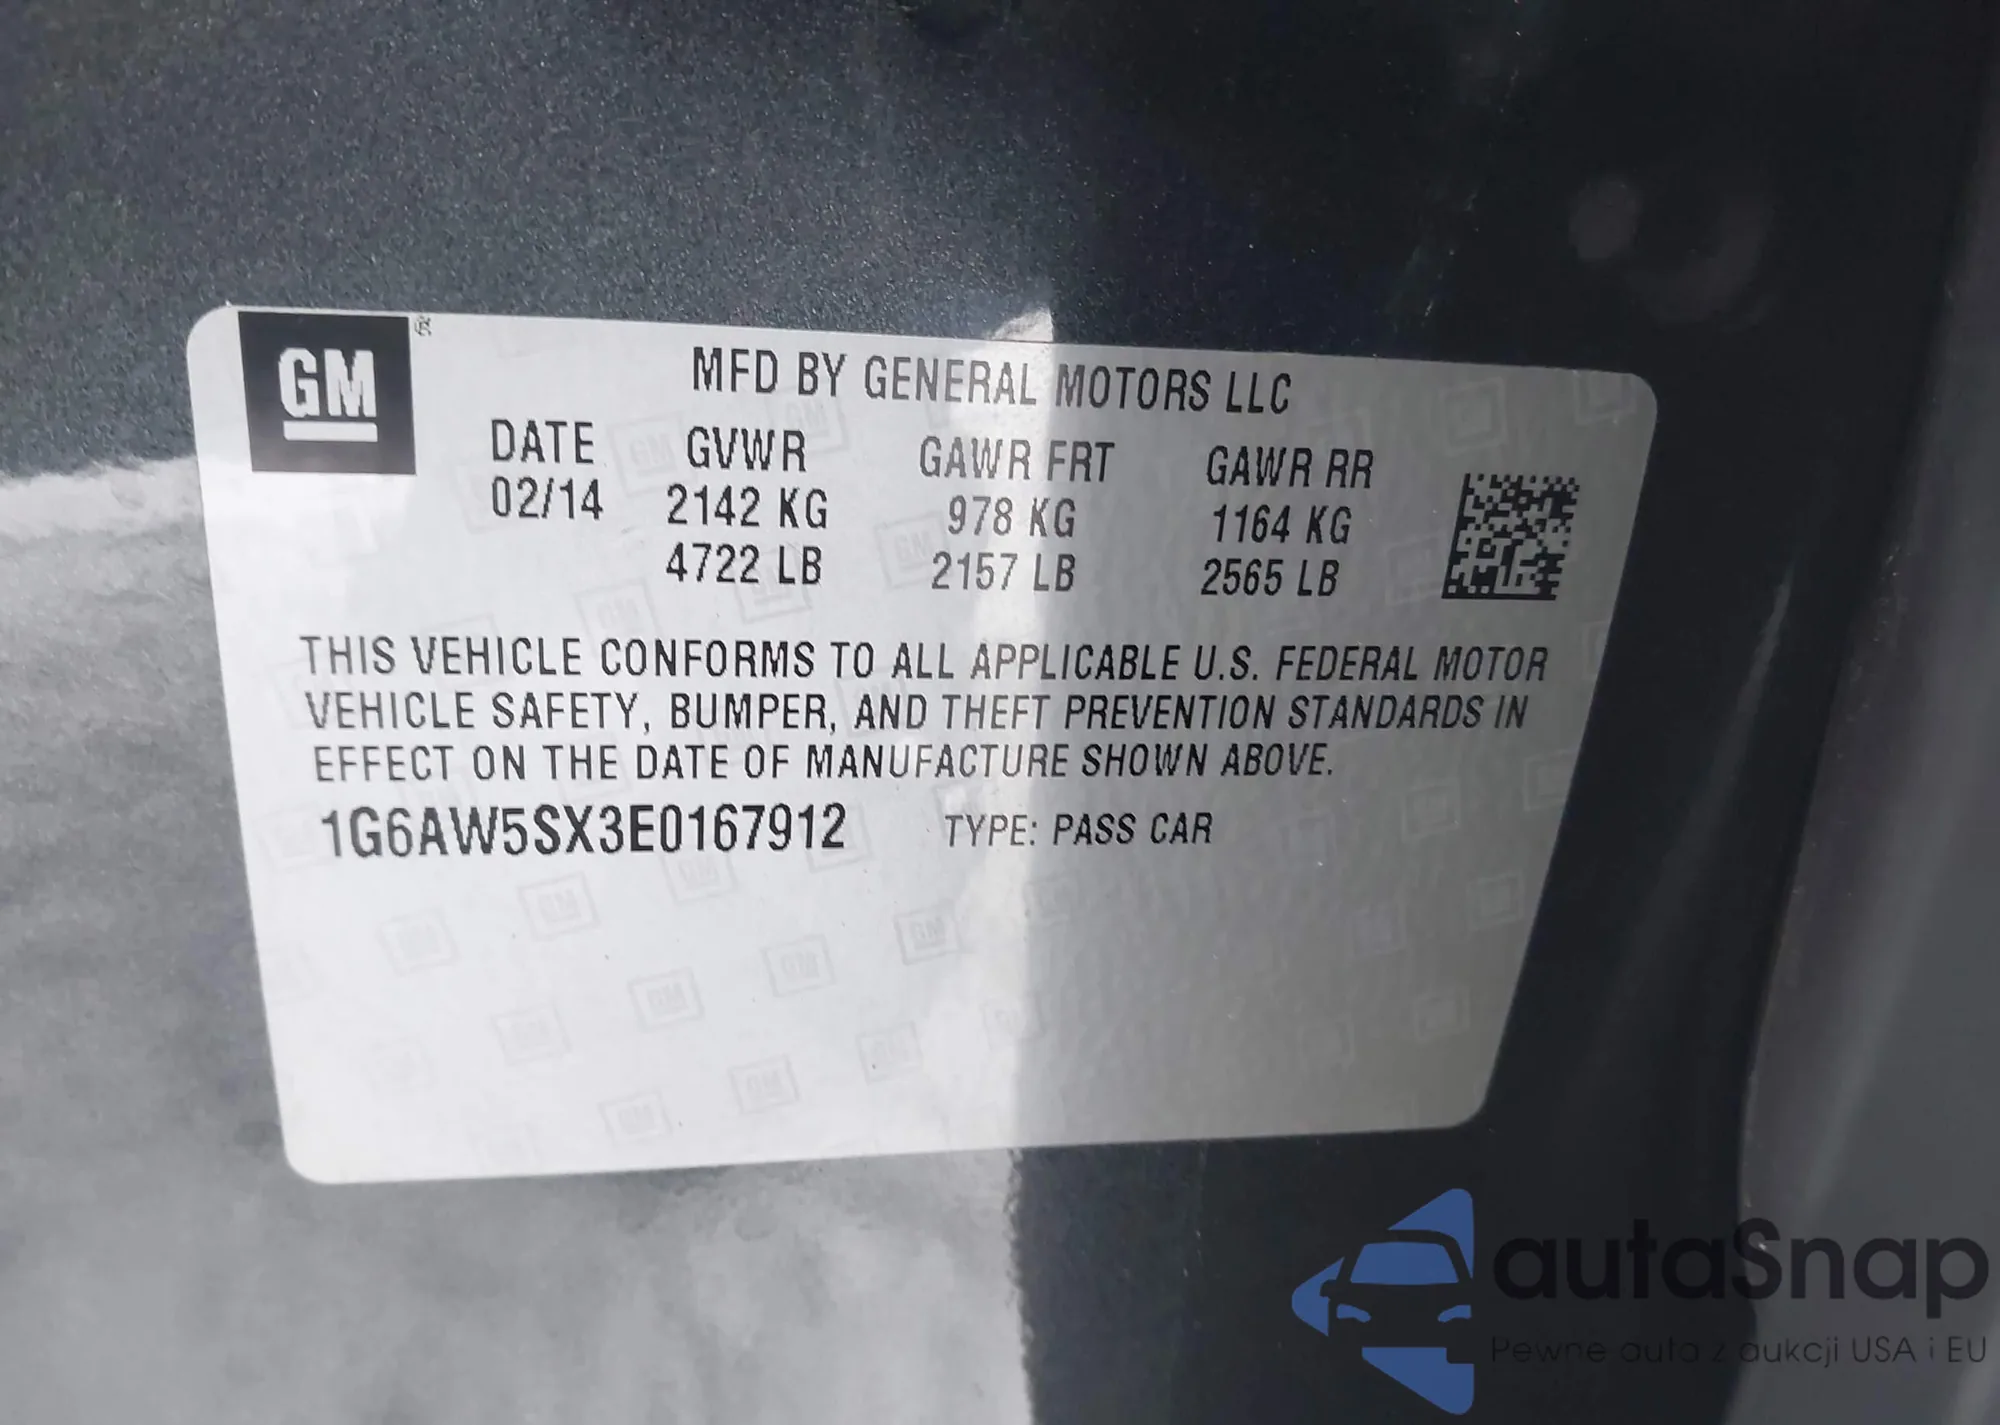 GM
MFD BY GENERAL MOTORS LLC
DATE GVWR GAWR FRT GAWR RR
02/14 2142 KG 978 KG 1164 KG
4722 LB 2157 LB 2565 LB
THIS VEHICLE CONFORMS TO ALL APPLICABLE U.S. FEDERAL MOTOR
VEHICLE SAFETY, BUMPER, AND THEFT PREVENTION STANDARDS IN
EFFECT ON THE DATE OF MANUFACTURE SHOWN ABOVE.
1G6AW5SX3E0167912 TYPE: PASS CAR
autaSnap
Pewne auta z aukcji USA i EU